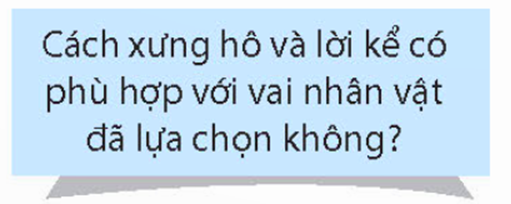 Cách xưng hô và lời kể có
phù hợp với vai nhân vật
đã lựa chọn không?